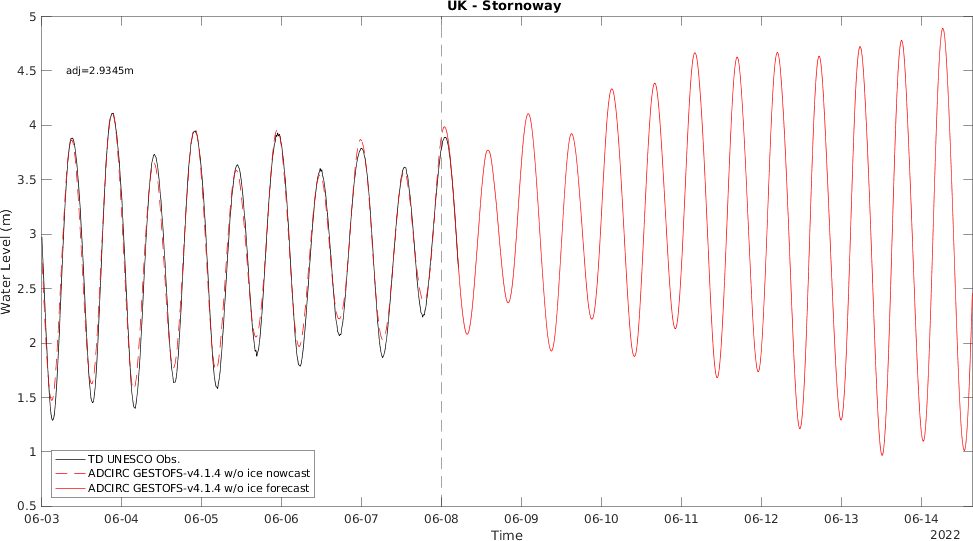 UK - Stornoway
5
4.5
4
3.5
3
2.5
2
1.5
1
0.5
Water Level (m)
adj=2.9345m
TD UNESCO Obs.
ADCIRC GESTOFS-v4.1.4 w/o ice nowcast
ADCIRC GESTOFS-v4.1.4 w/o ice forecast
06-03 06-04 06-05 06-06 06-07 06-08 06-09 06-10 06-11 06-12 06-13 06-14
2022
Time